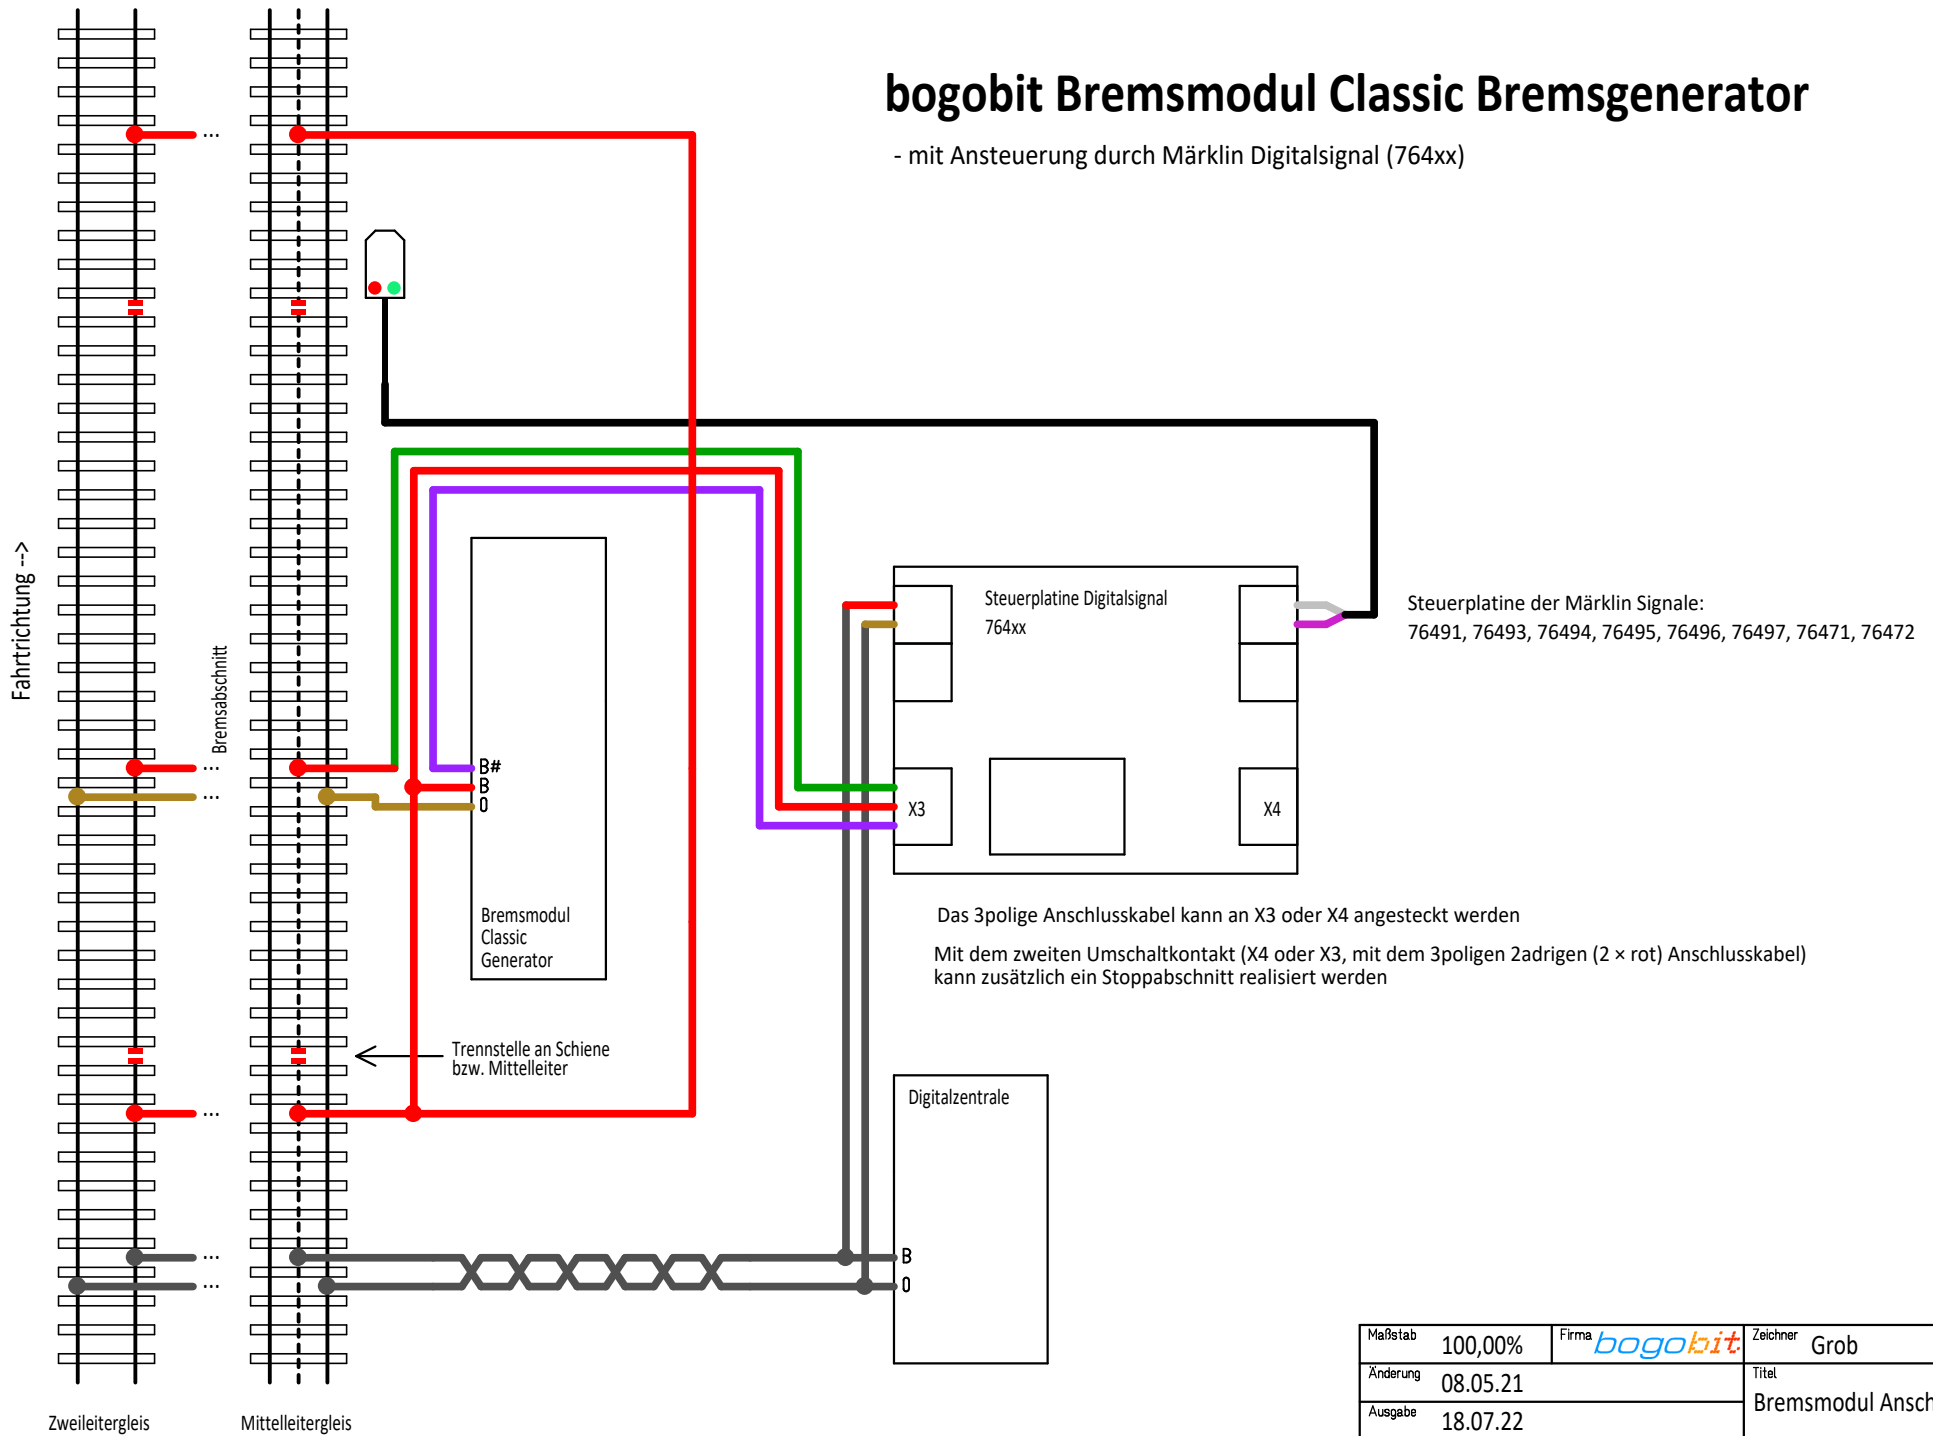 bogobit Bremsmodul Classic Bremsgenerator
- mit Ansteuerung durch Märklin Digitalsignal (764xx)
...
Fahrtrichtung -->
Bremsabschnitt
Steuerplatine Digitalsignal
764xx
Steuerplatine der Märklin Signale:
76491, 76493, 76494, 76495, 76496, 76497, 76471, 76472
...
...
B#
B
0
X3
X4
Bremsmodul
Classic
Generator
Das 3polige Anschlusskabel kann an X3 oder X4 angesteckt werden
Mit dem zweiten Umschaltkontakt (X4 oder X3, mit dem 3poligen 2adrigen (2 × rot) Anschlusskabel)
kann zusätzlich ein Stoppabschnitt realisiert werden
Trennstelle an Schiene
bzw. Mittelleiter
Digitalzentrale
...
...
...
B
0
Maßstab 100,00%
Firma bogobit
Zeichner Grob
Änderung 08.05.21
Titel
Bremsmodul Ansch
Ausgabe 18.07.22
Zweileitergleis
Mittelleitergleis